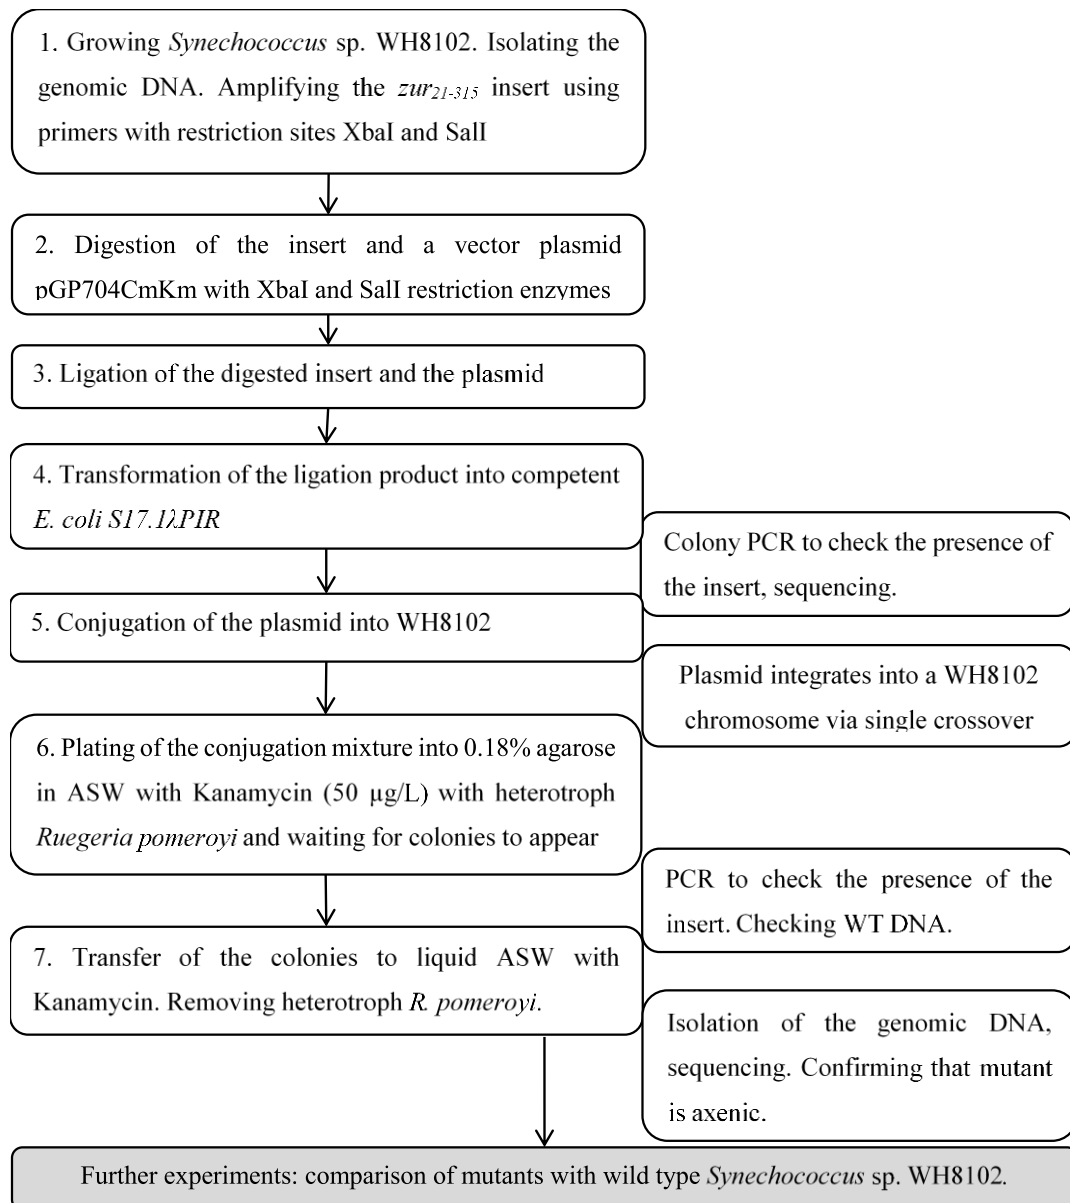 1. Growing Synechococcus sp. WH8102. Isolating the
genomic DNA. Amplifying the zur21-315 insert using
primers with restriction sites XbaI and SalI
2. Digestion of the insert and a vector plasmid
pGP704CmKm with XbaI and SalI restriction enzymes
3. Ligation of the digested insert and the plasmid
4. Transformation of the ligation product into competent
E. coli S17.1λPIR
Colony PCR to check the presence of
the insert, sequencing.
5. Conjugation of the plasmid into WH8102
Plasmid integrates into a WH8102
chromosome via single crossover
6. Plating of the conjugation mixture into 0.18% agarose
in ASW with Kanamycin (50 µg/L) with heterotroph
Ruegeria pomeroyi and waiting for colonies to appear
PCR to check the presence of the
insert. Checking WT DNA.
7. Transfer of the colonies to liquid ASW with
Kanamycin. Removing heterotroph R. pomeroyi.
Isolation of the genomic DNA,
sequencing. Confirming that mutant
is axenic.
Further experiments: comparison of mutants with wild type Synechococcus sp. WH8102.